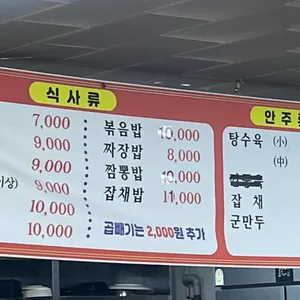 식사류
7,000
9,000
9,000
9,000
10,000
10,000
볶음밥 10,000
짜장밥 8,000
짬뽕밥 10,000
잡채밥 11,000
곱빼기는 2,000원 추가
안주
탕수육 (小)
(中)
잡채
군만두